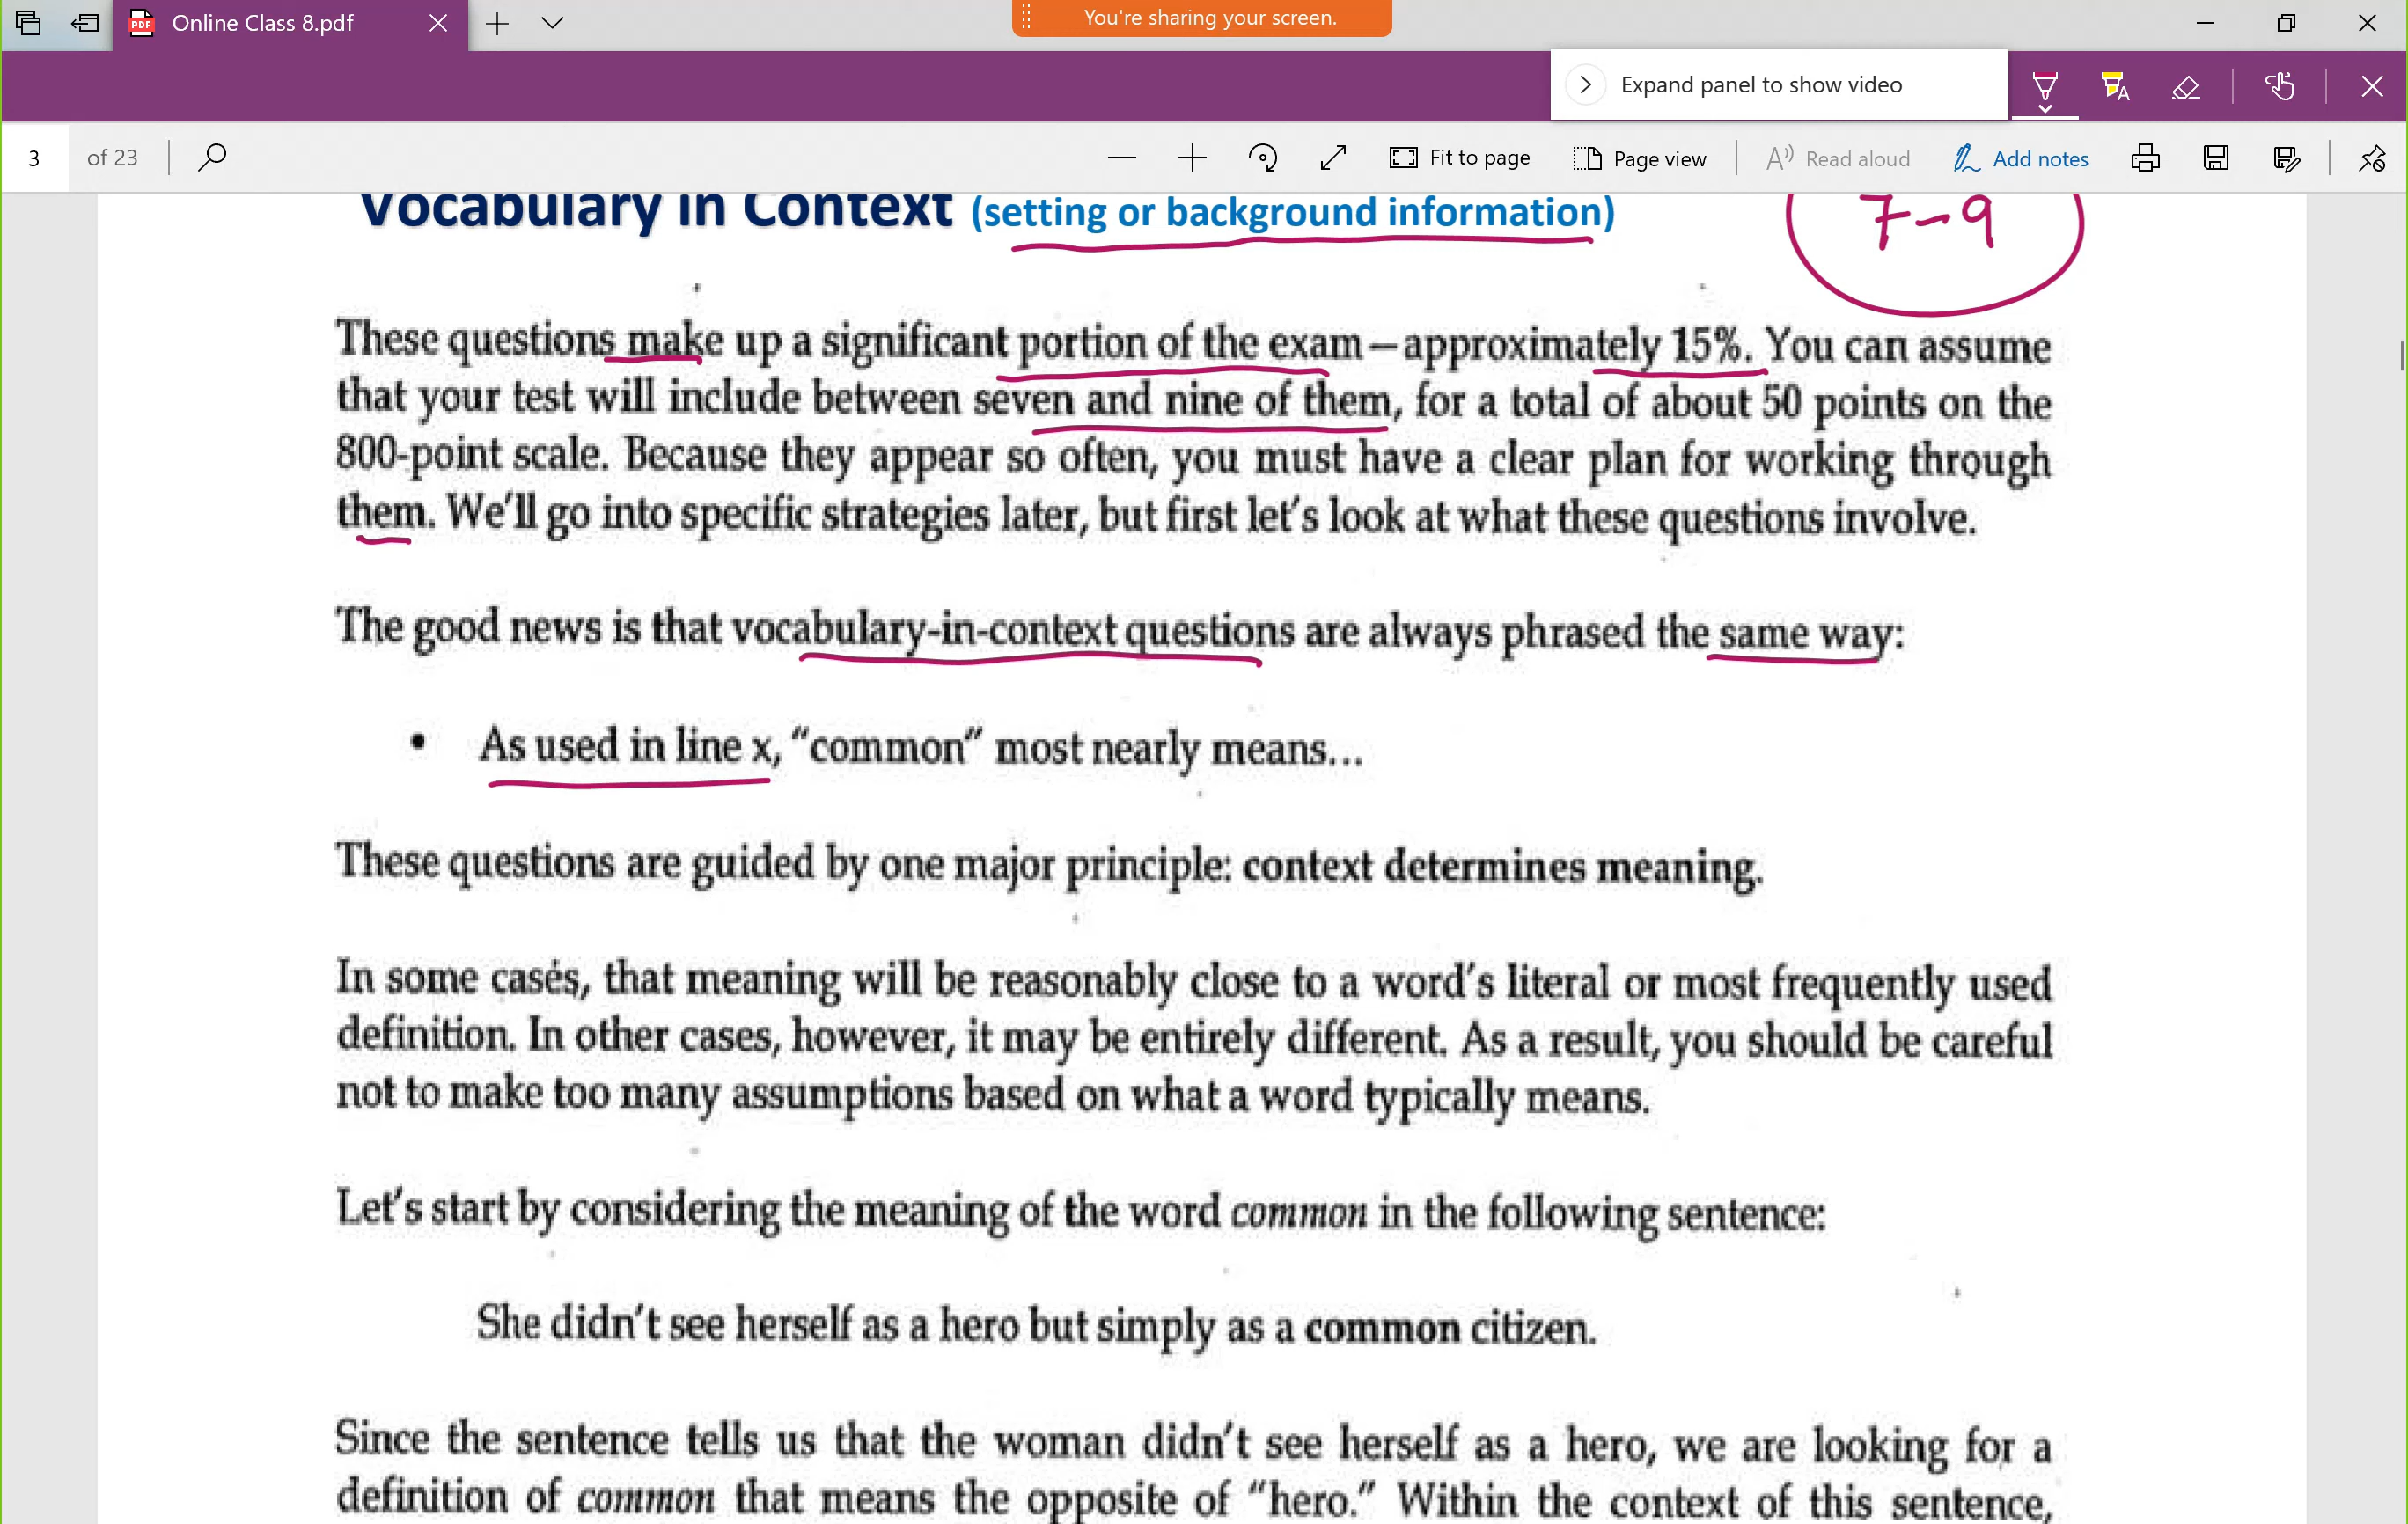 Online Class 8.pdf
You're sharing your screen.
Expand panel to show video
3 of 23
Fit to page
Page view
Read aloud
Add notes
Vocabulary in Context (setting or background information)
7-9
These questions make up a significant portion of the exam—approximately 15%. You can assume
that your test will include between seven and nine of them, for a total of about 50 points on the
800-point scale. Because they appear so often, you must have a clear plan for working through
them. We'll go into specific strategies later, but first let's look at what these questions involve.
The good news is that vocabulary-in-context questions are always phrased the same way:
• As used in line x, "common" most nearly means...
These questions are guided by one major principle: context determines meaning.
In some cases, that meaning will be reasonably close to a word's literal or most frequently used
definition. In other cases, however, it may be entirely different. As a result, you should be careful
not to make too many assumptions based on what a word typically means.
Let's start by considering the meaning of the word common in the following sentence:
She didn't see herself as a hero but simply as a common citizen.
Since the sentence tells us that the woman didn't see herself as a hero, we are looking for a
definition of common that means the opposite of "hero." Within the context of this sentence,